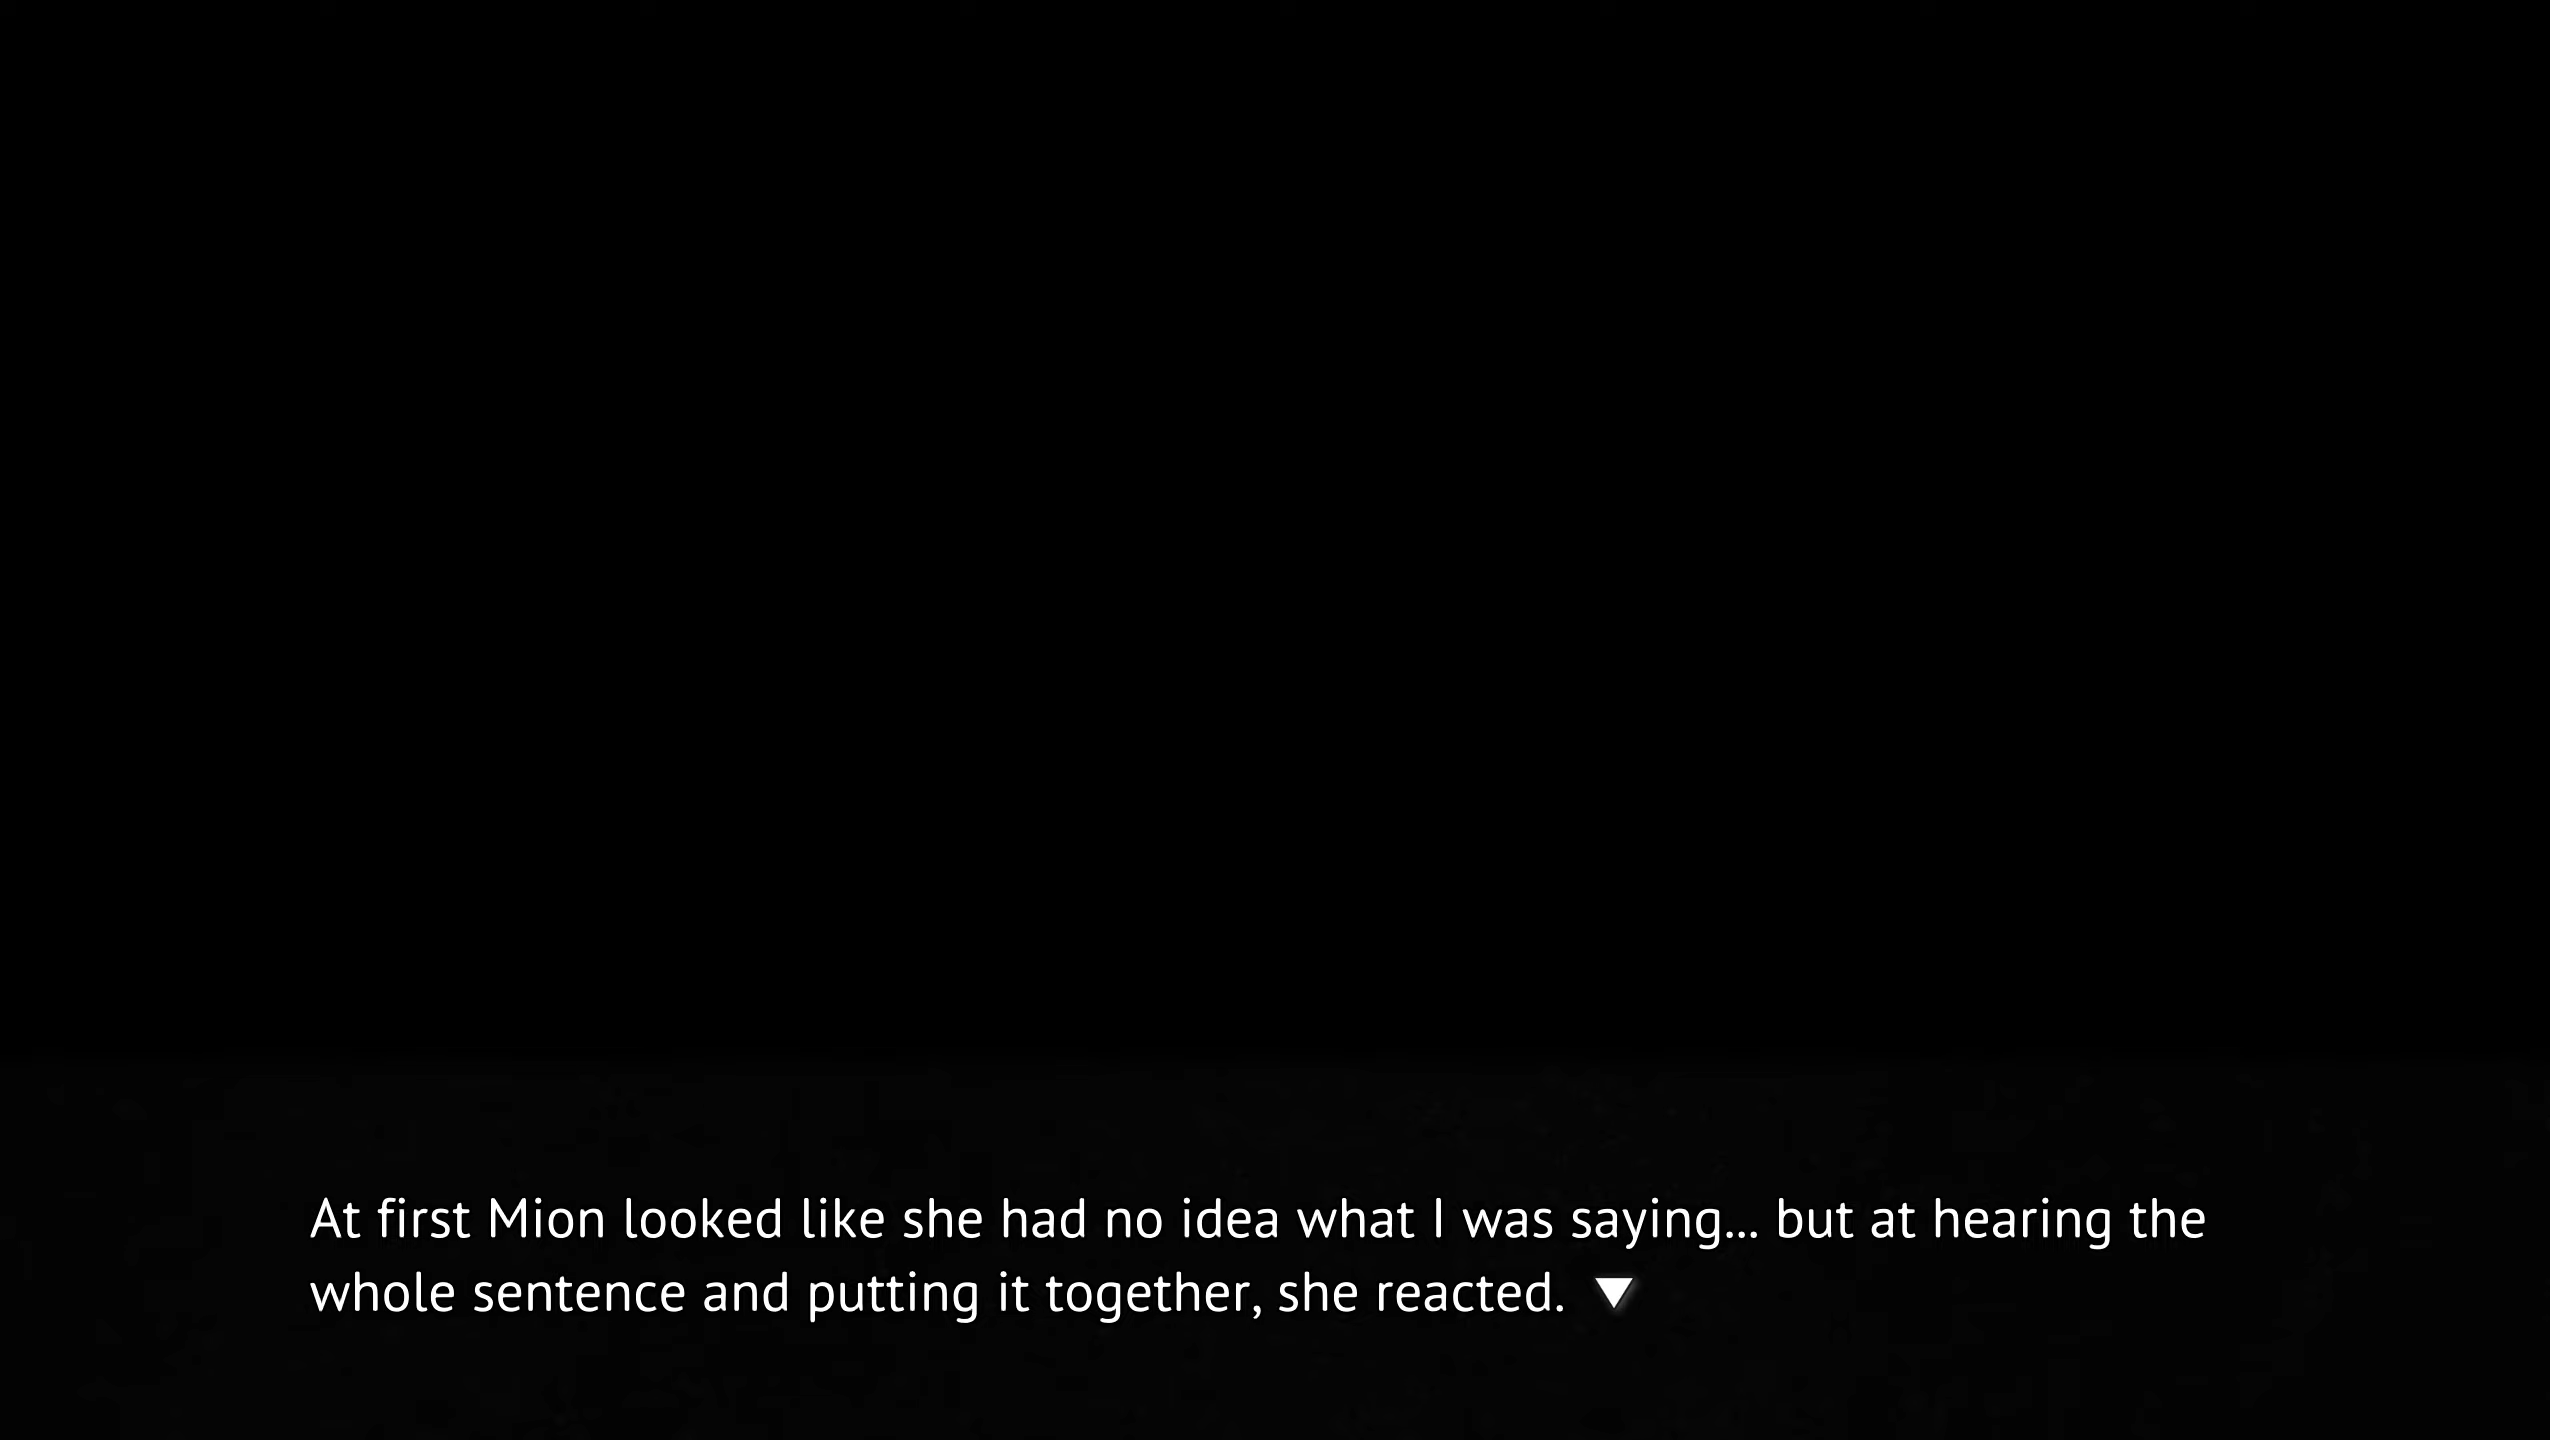 At first Mion looked like she had no idea what I was saying... but at hearing the
whole sentence and putting it together, she reacted.